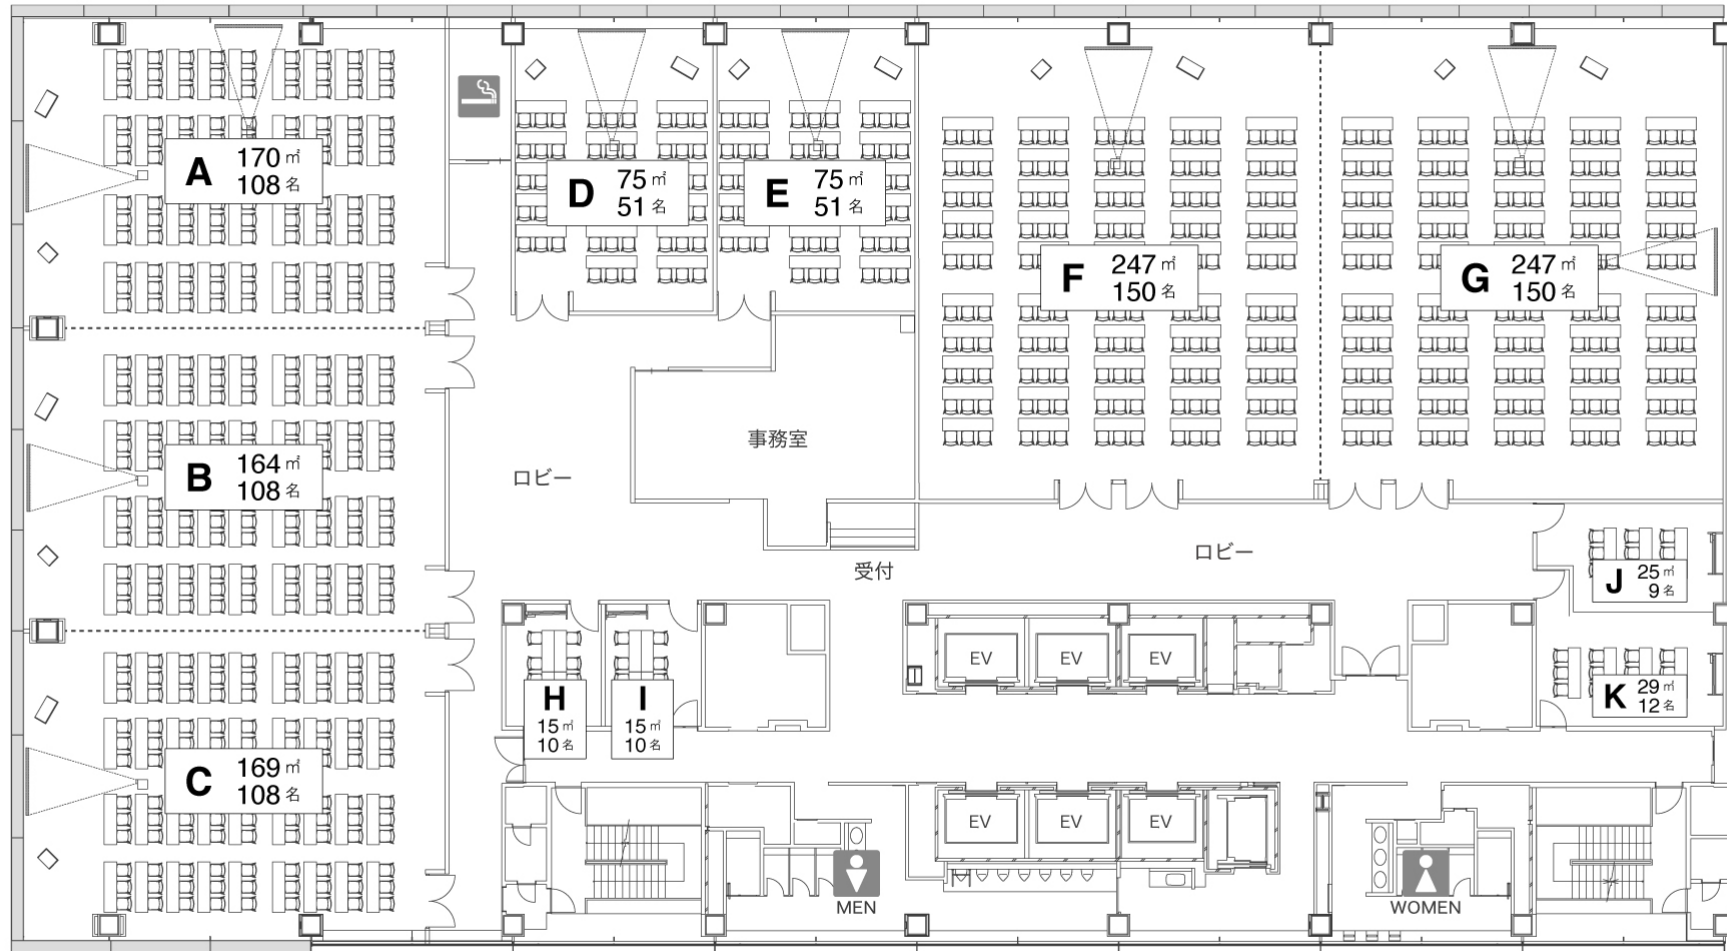 A 170㎡
108名
D 75㎡
51名
E 75㎡
51名
F 247㎡
150名
G 247㎡
150名
事務室
B 164㎡
108名
ロビー
ロビー
受付
J 25㎡
9名
EV
EV
EV
H
15㎡
10名
I
15㎡
10名
K 29㎡
12名
C 169㎡
108名
EV
EV
EV
MEN
WOMEN